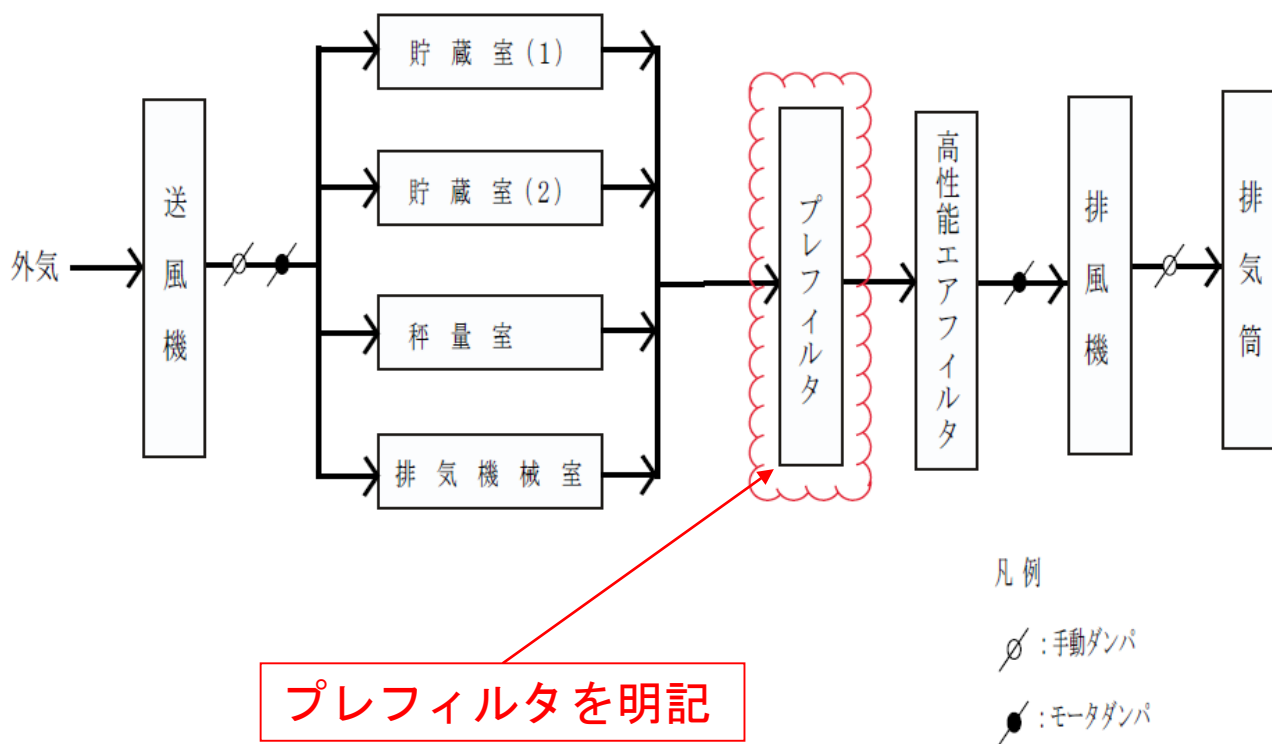 外気
送風機
貯蔵室(1)
貯蔵室(2)
秤量室
排気機械室
プレフィルタ
高性能エアフィルタ
排風機
排気筒
プレフィルタを明記
凡例
:手動ダンパ
:モータダンパ